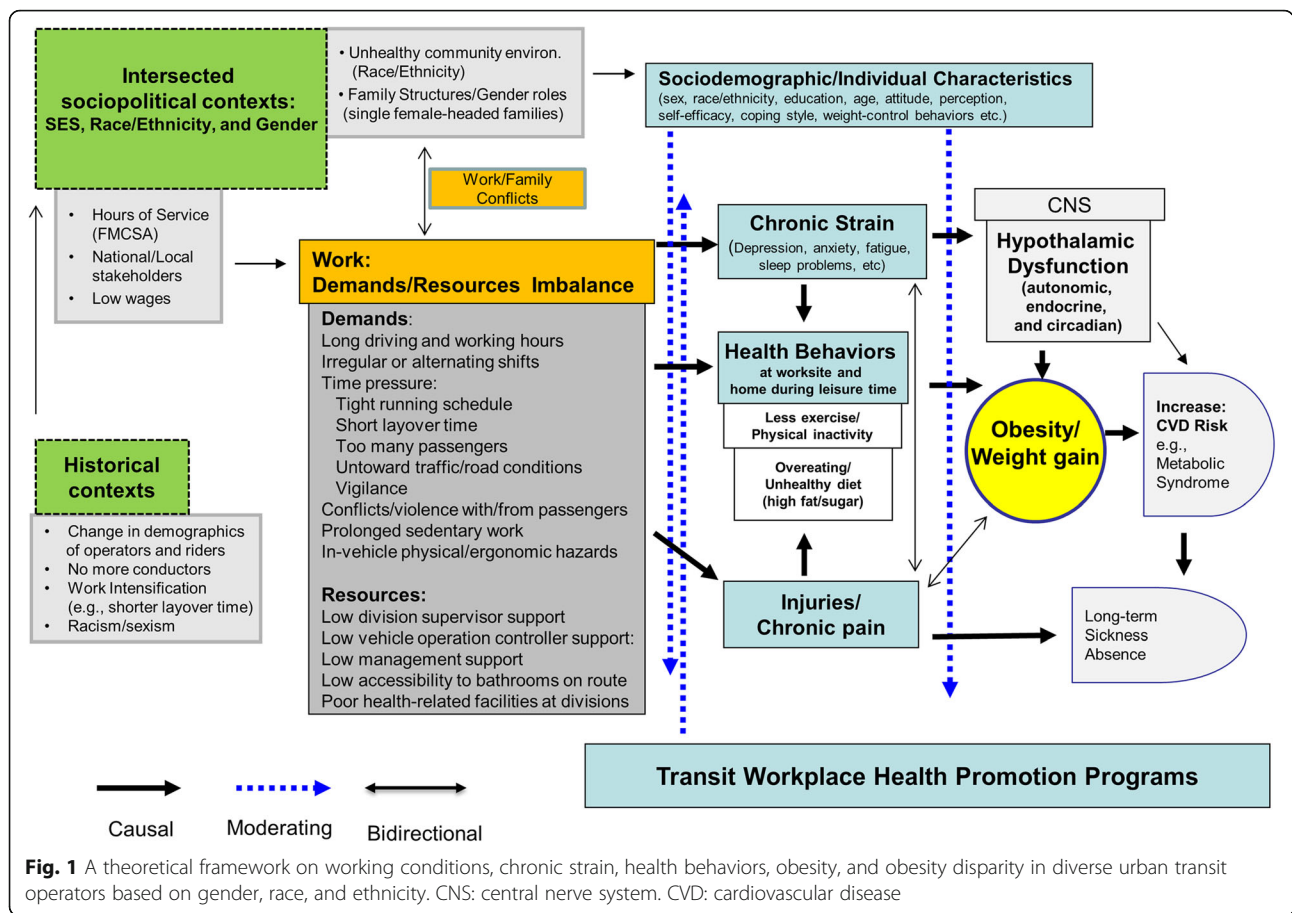 Intersected
sociopolitical contexts:
SES, Race/Ethnicity, and Gender
• Unhealthy community environ.
(Race/Ethnicity)
• Family Structures/Gender roles
(single female-headed families)
Sociodemographic/Individual Characteristics
(sex, race/ethnicity, education, age, attitude, perception,
self-efficacy, coping style, weight-control behaviors etc.)
Work/Family
Conflicts
• Hours of Service
(FMCSA)
• National/Local
stakeholders
• Low wages
Work:
Demands/Resources Imbalance
Demands:
Long driving and working hours
Irregular or alternating shifts
Time pressure:
Tight running schedule
Short layover time
Too many passengers
Untoward traffic/road conditions
Vigilance
Conflicts/violence with/from passengers
Prolonged sedentary work
In-vehicle physical/ergonomic hazards
Resources:
Low division supervisor support
Low vehicle operation controller support:
Low management support
Low accessibility to bathrooms on route
Poor health-related facilities at divisions
Historical
contexts
• Change in demographics
of operators and riders
• No more conductors
• Work Intensification
(e.g., shorter layover time)
• Racism/sexism
Chronic Strain
(Depression, anxiety, fatigue,
sleep problems, etc)
Health Behaviors
at worksite and
home during leisure time
Less exercise/
Physical inactivity
Overeating/
Unhealthy diet
(high fat/sugar)
Injuries/
Chronic pain
CNS
Hypothalamic
Dysfunction
(autonomic,
endocrine,
and circadian)
Obesity/
Weight gain
Increase:
CVD Risk
e.g.,
Metabolic
Syndrome
Long-term
Sickness
Absence
Transit Workplace Health Promotion Programs
Causal
Moderating
Bidirectional
Fig. 1 A theoretical framework on working conditions, chronic strain, health behaviors, obesity, and obesity disparity in diverse urban transit
operators based on gender, race, and ethnicity. CNS: central nerve system. CVD: cardiovascular disease